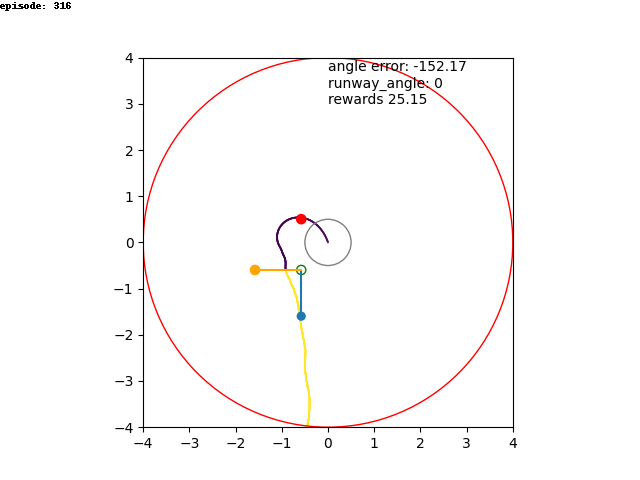 episode: 316
angle error: -152.17
runway_angle: 0
rewards 25.15
4
3
2
1
0
−1
−2
−3
−4
−4 −3 −2 −1 0 1 2 3 4